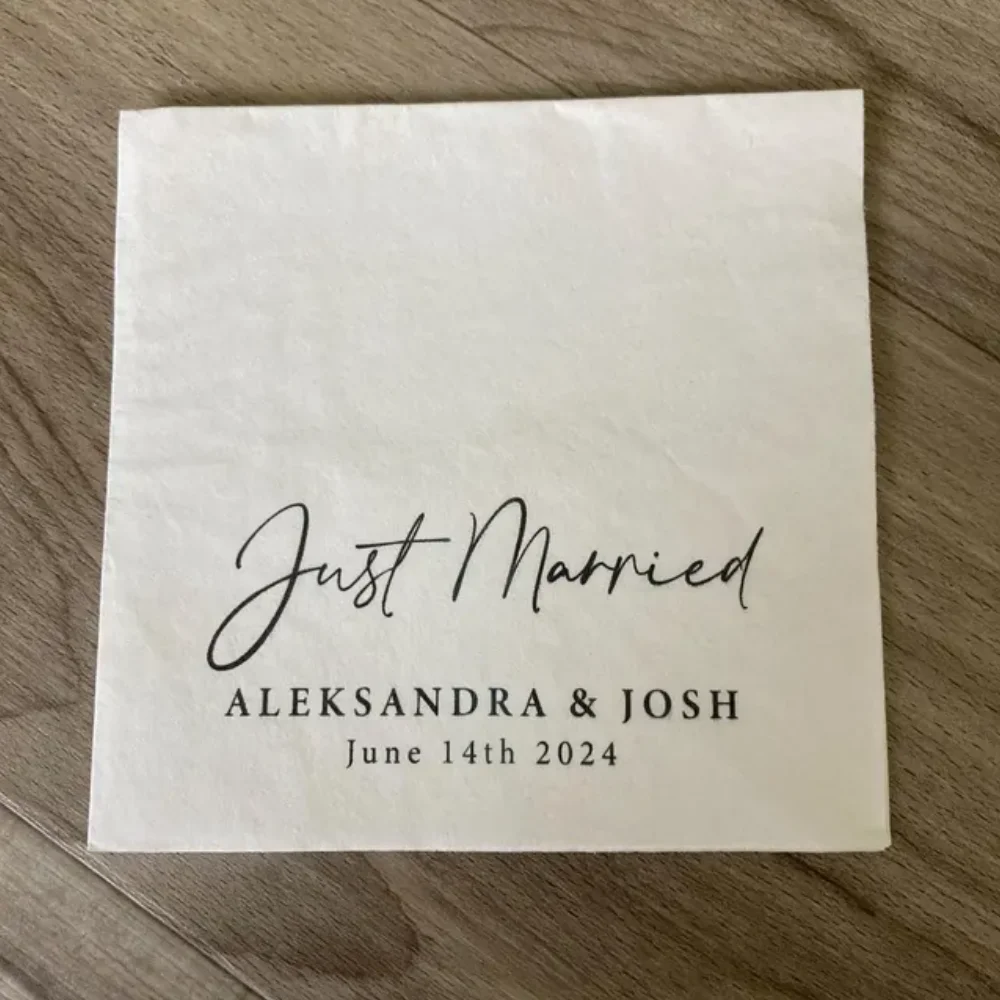 Just Married
ALEKSANDRA & JOSH
June 14th 2024